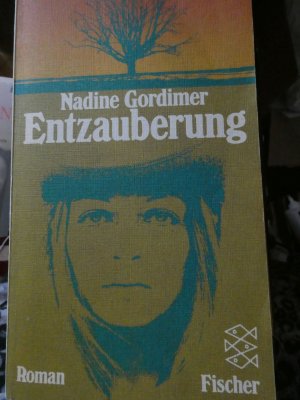 Nadine Gordimer
Entzauberung
Roman
Fischer